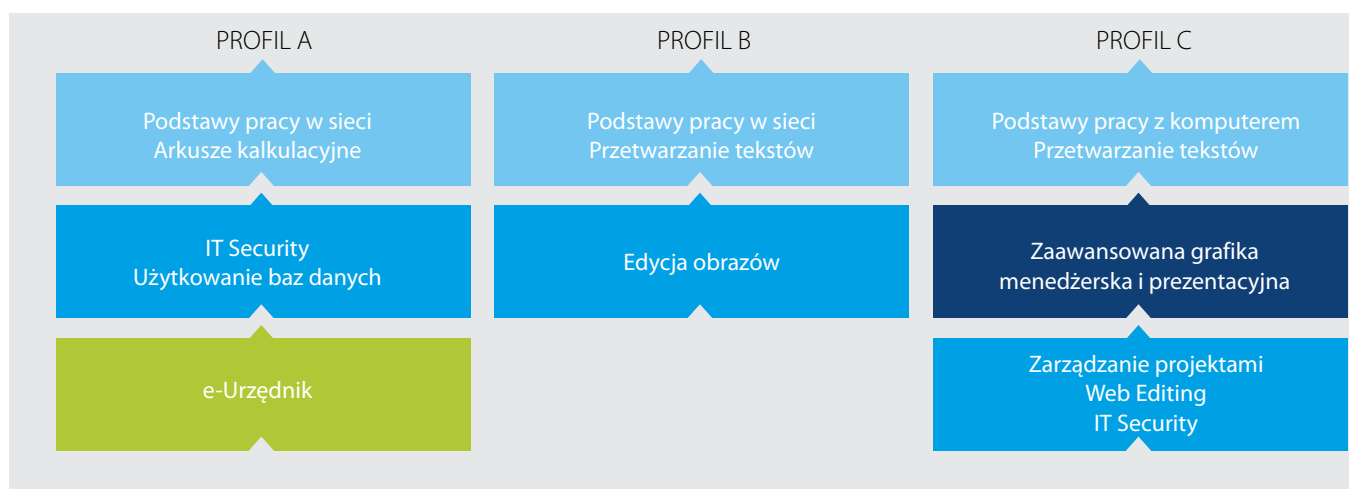 PROFIL A
Podstawy pracy w sieci
Arkusze kalkulacyjne
IT Security
Użytkowanie baz danych
e-Urzędnik
PROFIL B
Podstawy pracy w sieci
Przetwarzanie tekstów
Edycja obrazów
PROFIL C
Podstawy pracy z komputerem
Przetwarzanie tekstów
Zaawansowana grafika
menedżerska i prezentacyjna
Zarządzanie projektami
Web Editing
IT Security